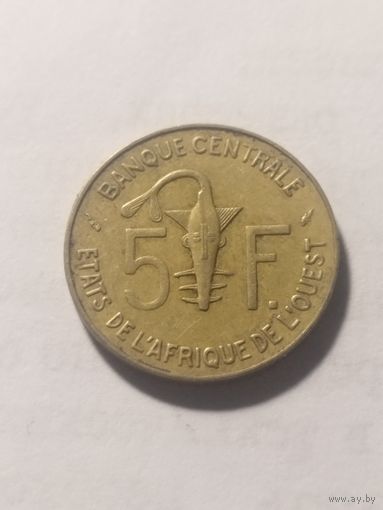 BANQUE CENTRALE
5 F.
ETATS DE L'AFRIQUE DE L'OUEST
www.ay.by